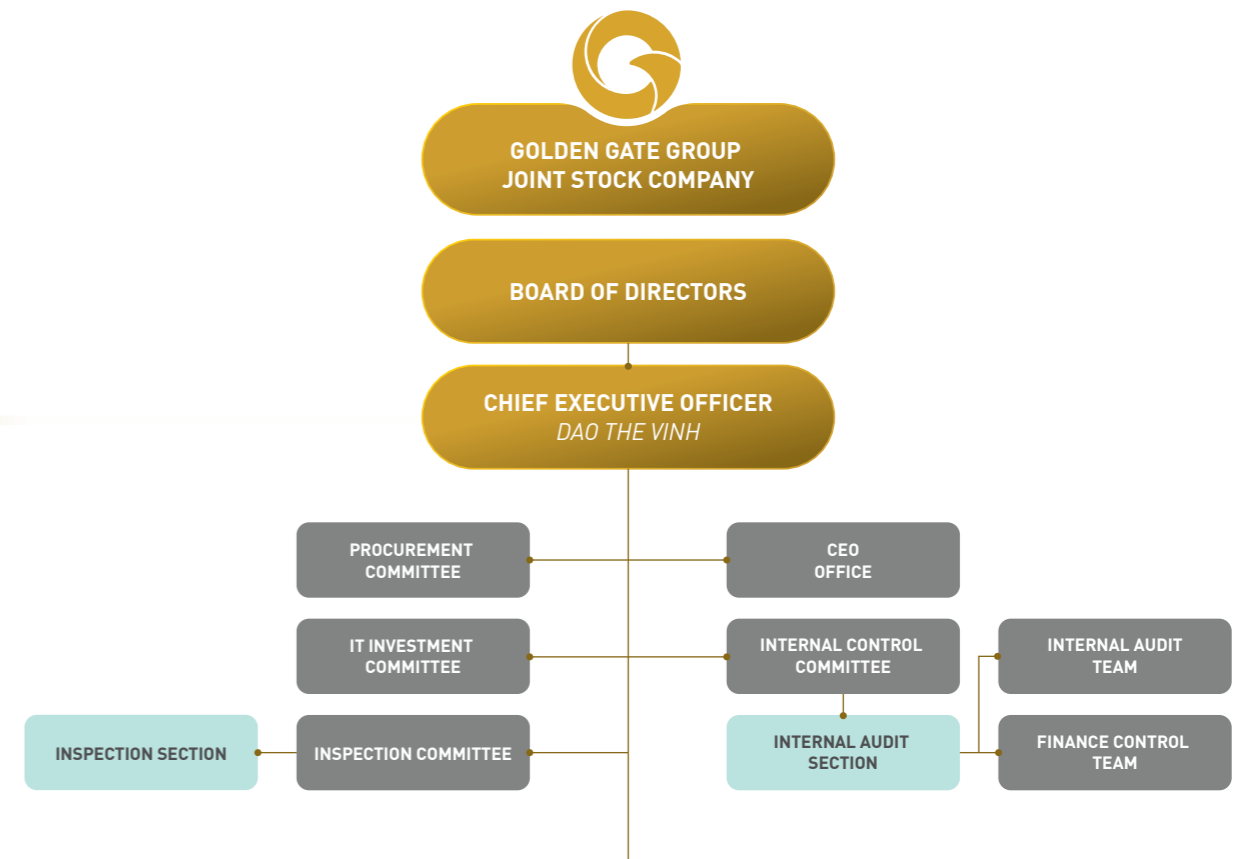 GOLDEN GATE GROUP
JOINT STOCK COMPANY
BOARD OF DIRECTORS
CHIEF EXECUTIVE OFFICER
DAO THE VINH
PROCUREMENT
COMMITTEE
CEO
OFFICE
IT INVESTMENT
COMMITTEE
INTERNAL CONTROL
COMMITTEE
INTERNAL AUDIT
TEAM
INSPECTION SECTION
INSPECTION COMMITTEE
INTERNAL AUDIT
SECTION
FINANCE CONTROL
TEAM